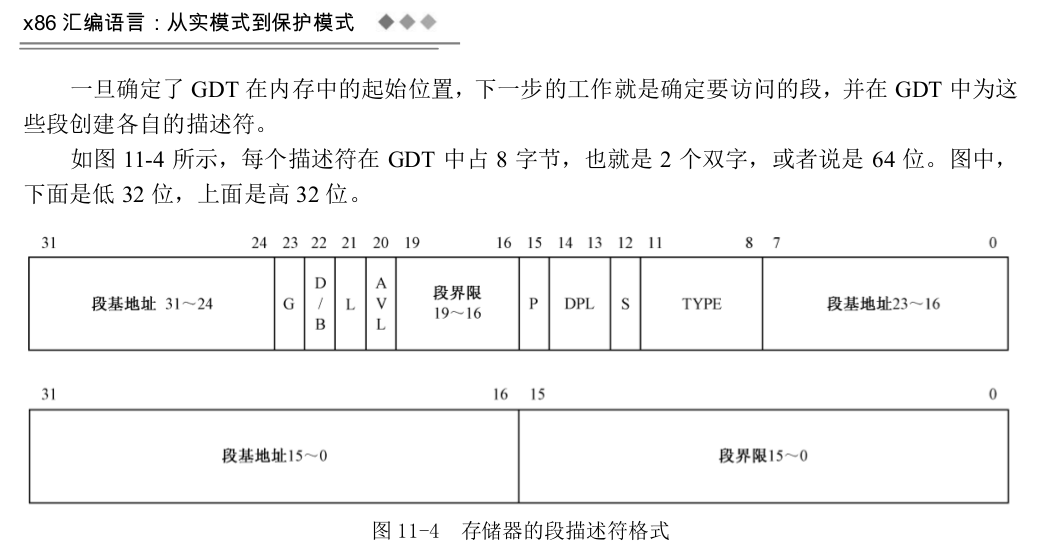 x86 汇编语言：从实模式到保护模式 ◆◆◆
一旦确定了 GDT 在内存中的起始位置，下一步的工作就是确定要访问的段，并在 GDT 中为这
些段创建各自的描述符。
如图 11-4 所示，每个描述符在 GDT 中占 8 字节，也就是 2 个双字，或者说是 64 位。图中，
下面是低 32 位，上面是高 32 位。
31 24 23 22 21 20 19 16 15 14 13 12 11 8 7 0
段基地址 31～24 G D/B L AVL 段界限 19～16 P DPL S TYPE 段基地址23～16
31 16 15 0
段基地址15～0 段界限15～0
图 11-4 存储器的段描述符格式